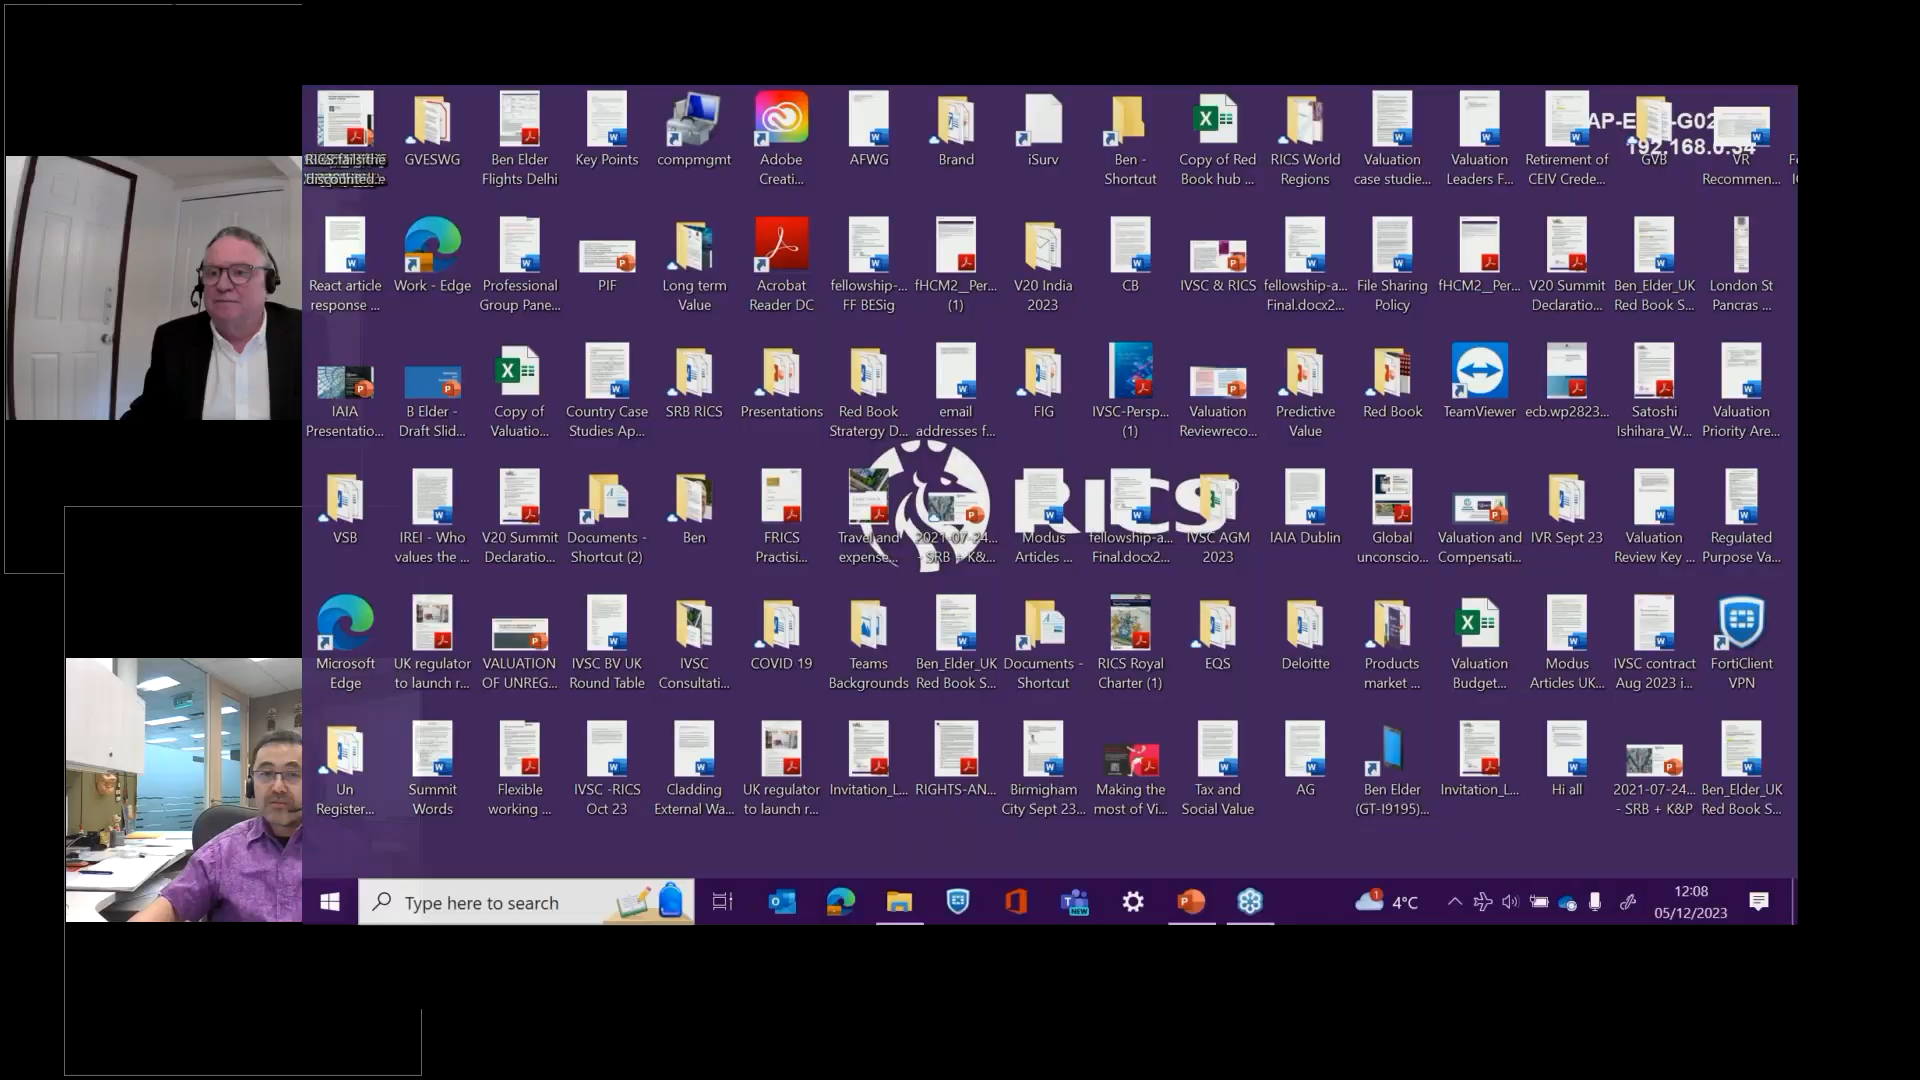 GVESWG
Ben Elder
Flights Delhi
Key Points
compmgmt
Adobe
Creati...
AFWG
Brand
iSurv
Ben -
Shortcut
Copy of Red
Book hub ...
RICS World
Regions
Valuation
case studie...
Valuation
Leaders F...
Retirement of
CEIV Crede...
GVB
VR
Recommen...
192.168.0.34
React article
response ...
Work - Edge
Professional
Group Pane...
PIF
Long term
Value
Acrobat
Reader DC
fellowship-...
FF BESig
fHCM2__Per...
(1)
V20 India
2023
CB
IVSC & RICS
fellowship-a...
Final.docx2...
File Sharing
Policy
fHCM2__Per...
V20 Summit
Declaratio...
Ben_Elder_UK
Red Book S...
London St
Pancras ...
IAIA
Presentatio...
B Elder -
Draft Slid...
Copy of
Valuatio...
Country Case
Studies Ap...
SRB RICS
Presentations
Red Book
Stratergy D...
email
addresses f...
FIG
IVSC-Persp...
(1)
Valuation
Reviewreco...
Predictive
Value
Red Book
TeamViewer
ecb.wp2823...
Satoshi
Ishihara_W...
Valuation
Priority Are...
RICS
VSB
IREI - Who
values the ...
V20 Summit
Declaratio...
Documents -
Shortcut (2)
Ben
FRICS
Practisi...
Travel and
expense...
2021-07-24...
- SRB + K&...
Modus
Articles ...
fellowship-a...
Final.docx2...
IVSC AGM
2023
IAIA Dublin
Global
unconscio...
Valuation and
Compensati...
IVR Sept 23
Valuation
Review Key ...
Regulated
Purpose Va...
Microsoft
Edge
UK regulator
to launch r...
VALUATION
OF UNREG...
IVSC BV UK
Round Table
IVSC
Consultati...
COVID 19
Teams
Backgrounds
Ben_Elder_UK
Red Book S...
Documents -
Shortcut
RICS Royal
Charter (1)
EQS
Deloitte
Products
market ...
Valuation
Budget...
Modus
Articles UK...
IVSC contract
Aug 2023 i...
FortiClient
VPN
Un
Register...
Summit
Words
Flexible
working ...
IVSC -RICS
Oct 23
Cladding
External Wa...
UK regulator
to launch r...
Invitation_L...
RIGHTS-AN...
Birmigham
City Sept 23...
Making the
most of Vi...
Tax and
Social Value
AG
Ben Elder
(GT-I9195)...
Invitation_L...
Hi all
2021-07-24...
- SRB + K&P
Ben_Elder_UK
Red Book S...
Type here to search
NEW
1
4°C
12:08
05/12/2023